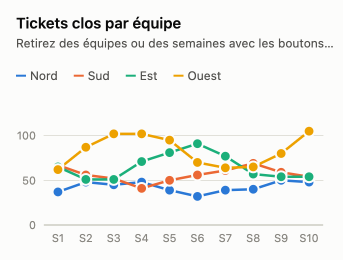 Tickets clos par équipe
Retirez des équipes ou des semaines avec les boutons...
Nord Sud Est Ouest
100
50
0
S1 S2 S3 S4 S5 S6 S7 S8 S9 S10